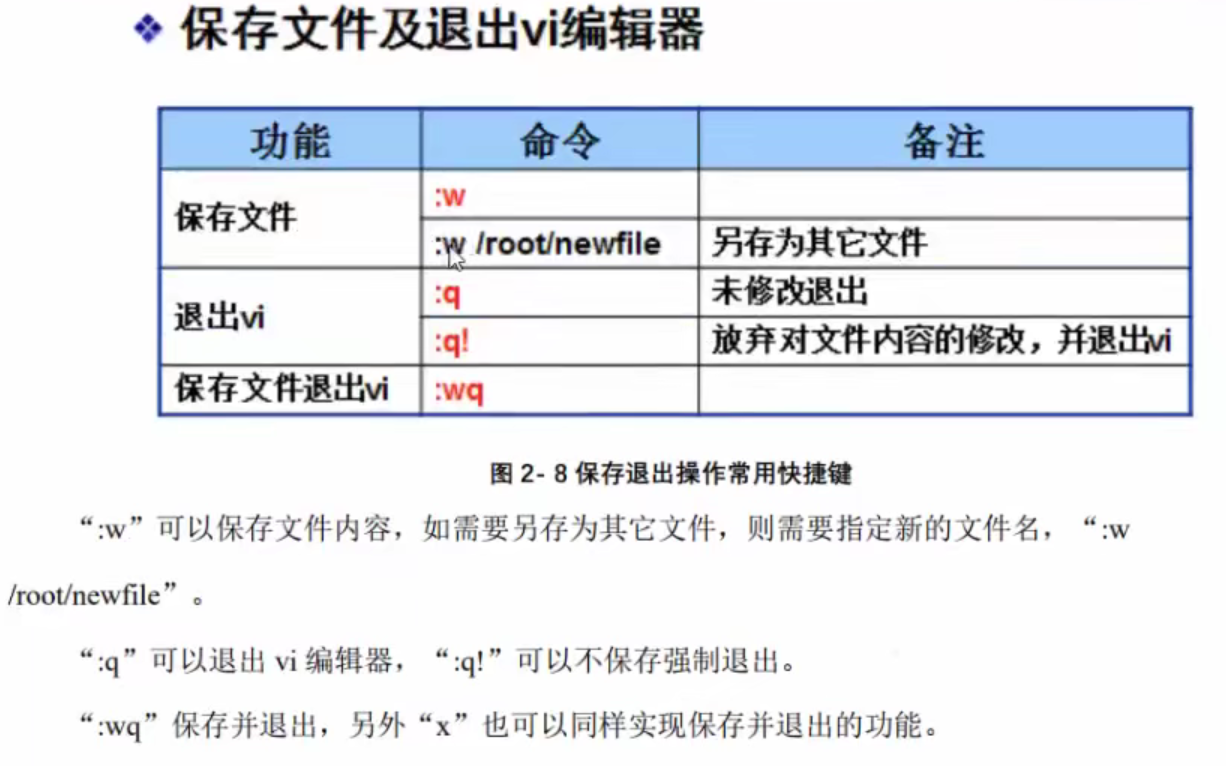 ❖ 保存文件及退出vi编辑器
功能 命令 备注
保存文件 :w
:w /root/newfile 另存为其它文件
退出vi :q 未修改退出
:q! 放弃对文件内容的修改，并退出vi
保存文件退出vi :wq
图 2- 8 保存退出操作常用快捷键
“:w”可以保存文件内容，如需要另存为其它文件，则需要指定新的文件名，“:w
/root/newfile”。
“:q”可以退出 vi 编辑器，“:q!”可以不保存强制退出。
“:wq”保存并退出，另外“x”也可以同样实现保存并退出的功能。